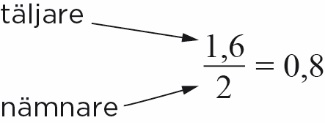 täljare
1,6
2
= 0,8
nämnare